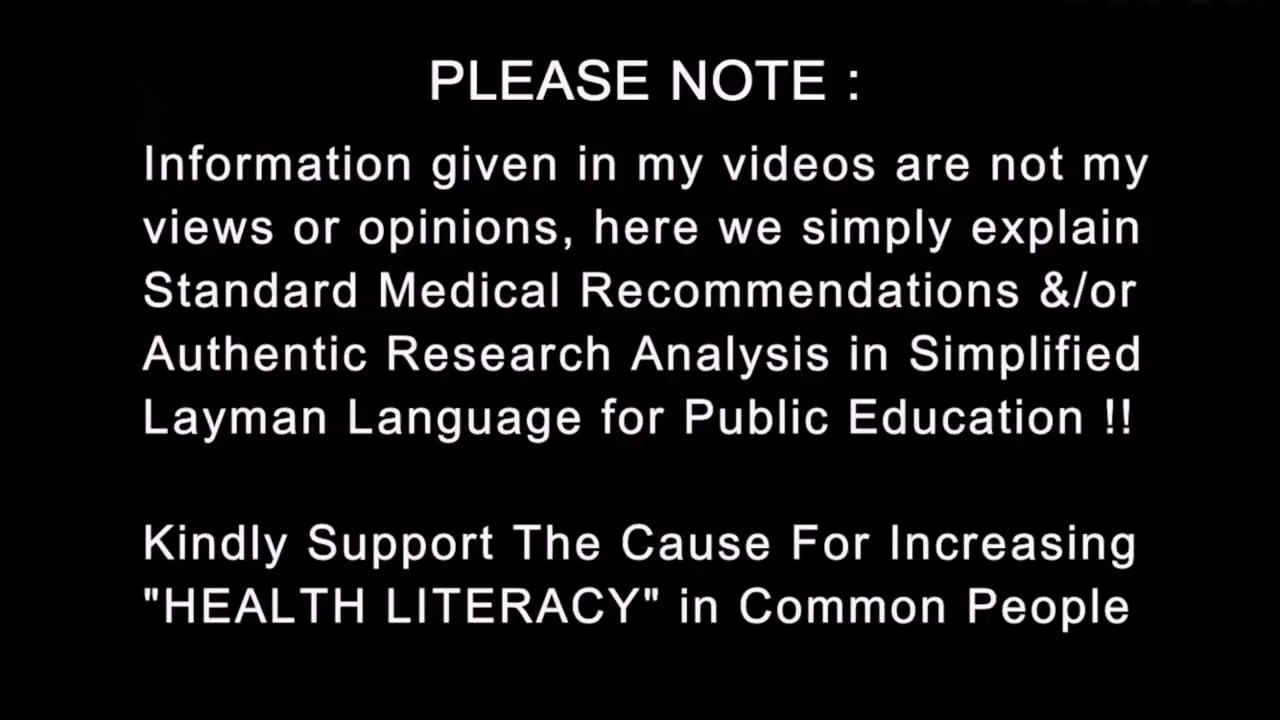 PLEASE NOTE :
Information given in my videos are not my
views or opinions, here we simply explain
Standard Medical Recommendations &/or
Authentic Research Analysis in Simplified
Layman Language for Public Education !!
Kindly Support The Cause For Increasing
"HEALTH LITERACY" in Common People